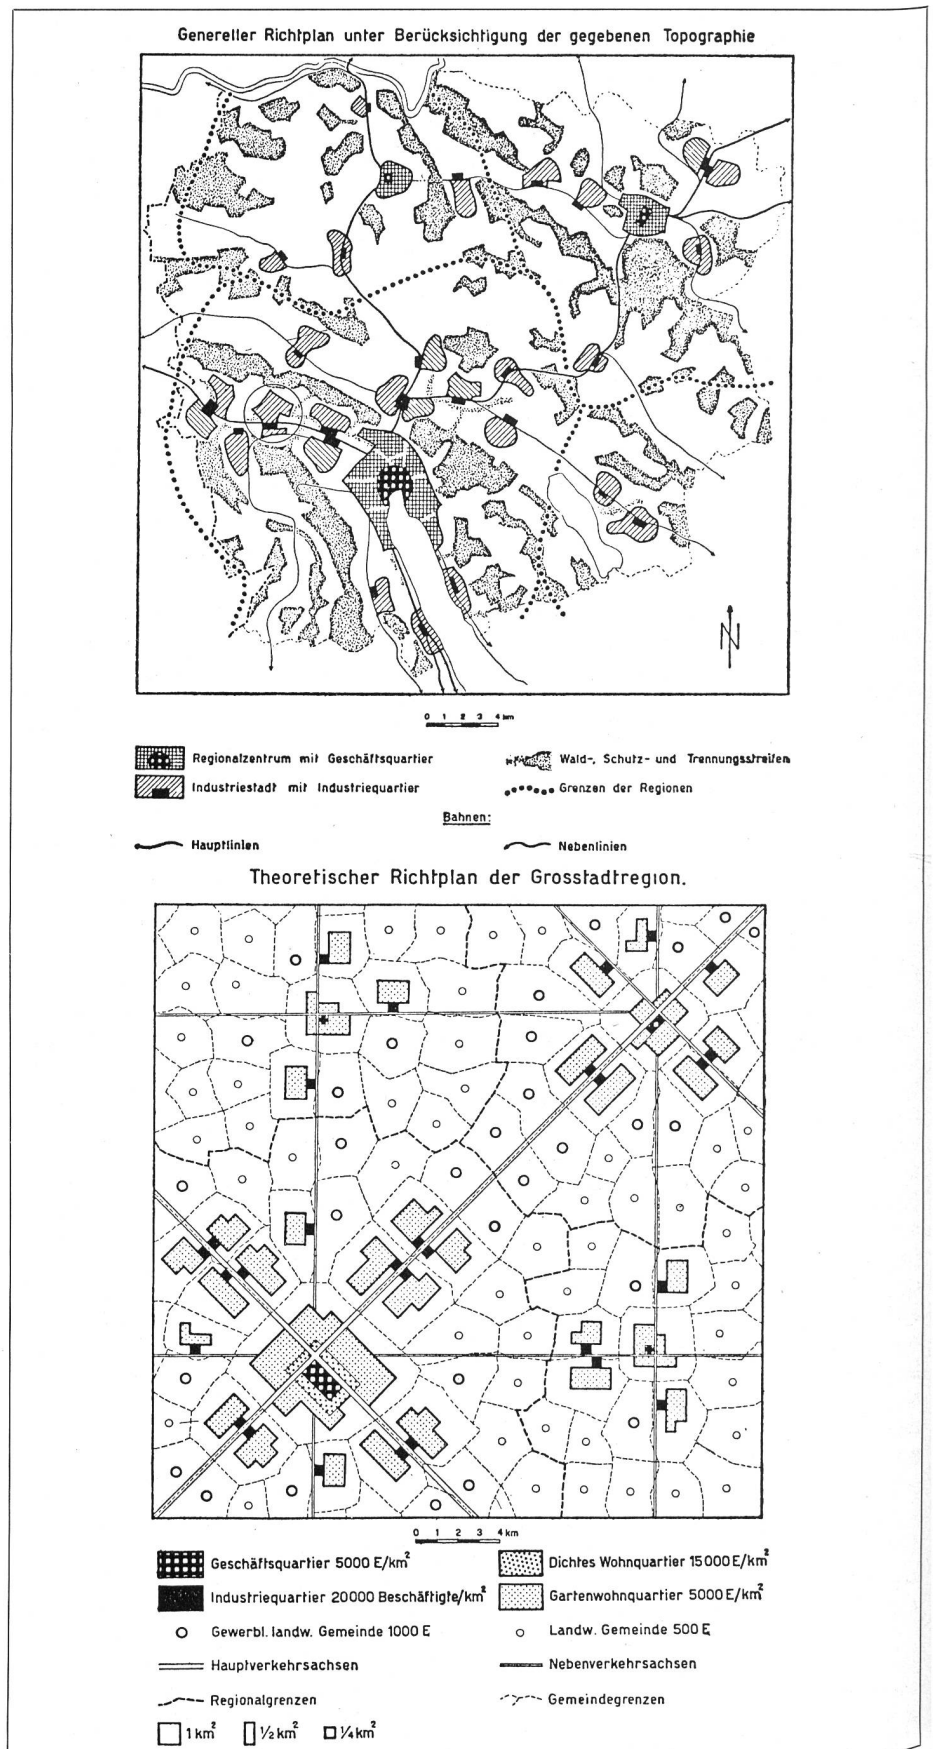 Genereller Richtplan unter Berücksichtigung der gegebenen Topographie
N
0 1 2 3 4 km
Regionalzentrum mit Geschäftsquartier
Wald-, Schutz- und Trennungsstreifen
Industriestadt mit Industriequartier
Grenzen der Regionen
Bahnen:
Hauptlinien
Nebenlinien
Theoretischer Richtplan der Grosstadtregion.
0 1 2 3 4 km
Geschäftsquartier 5000 E/km²
Dichtes Wohnquartier 15000 E/km²
Industriequartier 20000 Beschäftigte/km²
Gartenwohnquartier 5000 E/km²
Gewerbl. landw. Gemeinde 1000 E
Landw. Gemeinde 500 E
Hauptverkehrsachsen
Nebenverkehrsachsen
Regionalgrenzen
Gemeindegrenzen
1 km² ½ km² ¼ km²